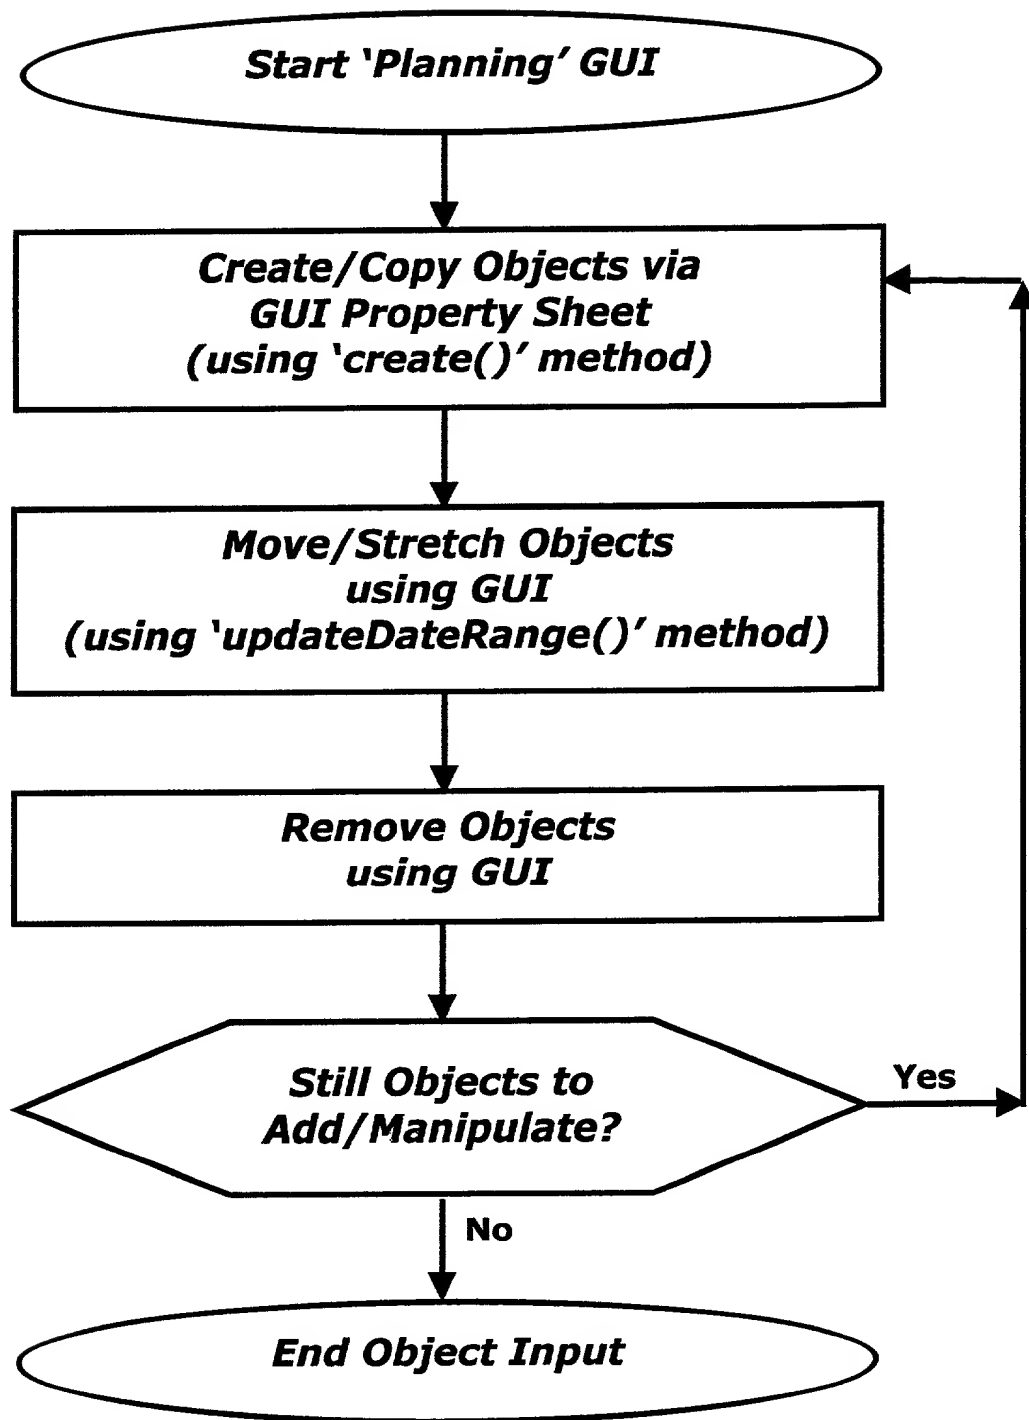 Start ‘Planning’ GUI
Create/Copy Objects via
GUI Property Sheet
(using ‘create()’ method)
Move/Stretch Objects
using GUI
(using ‘updateDateRange()’ method)
Remove Objects
using GUI
Still Objects to
Add/Manipulate?
Yes
No
End Object Input